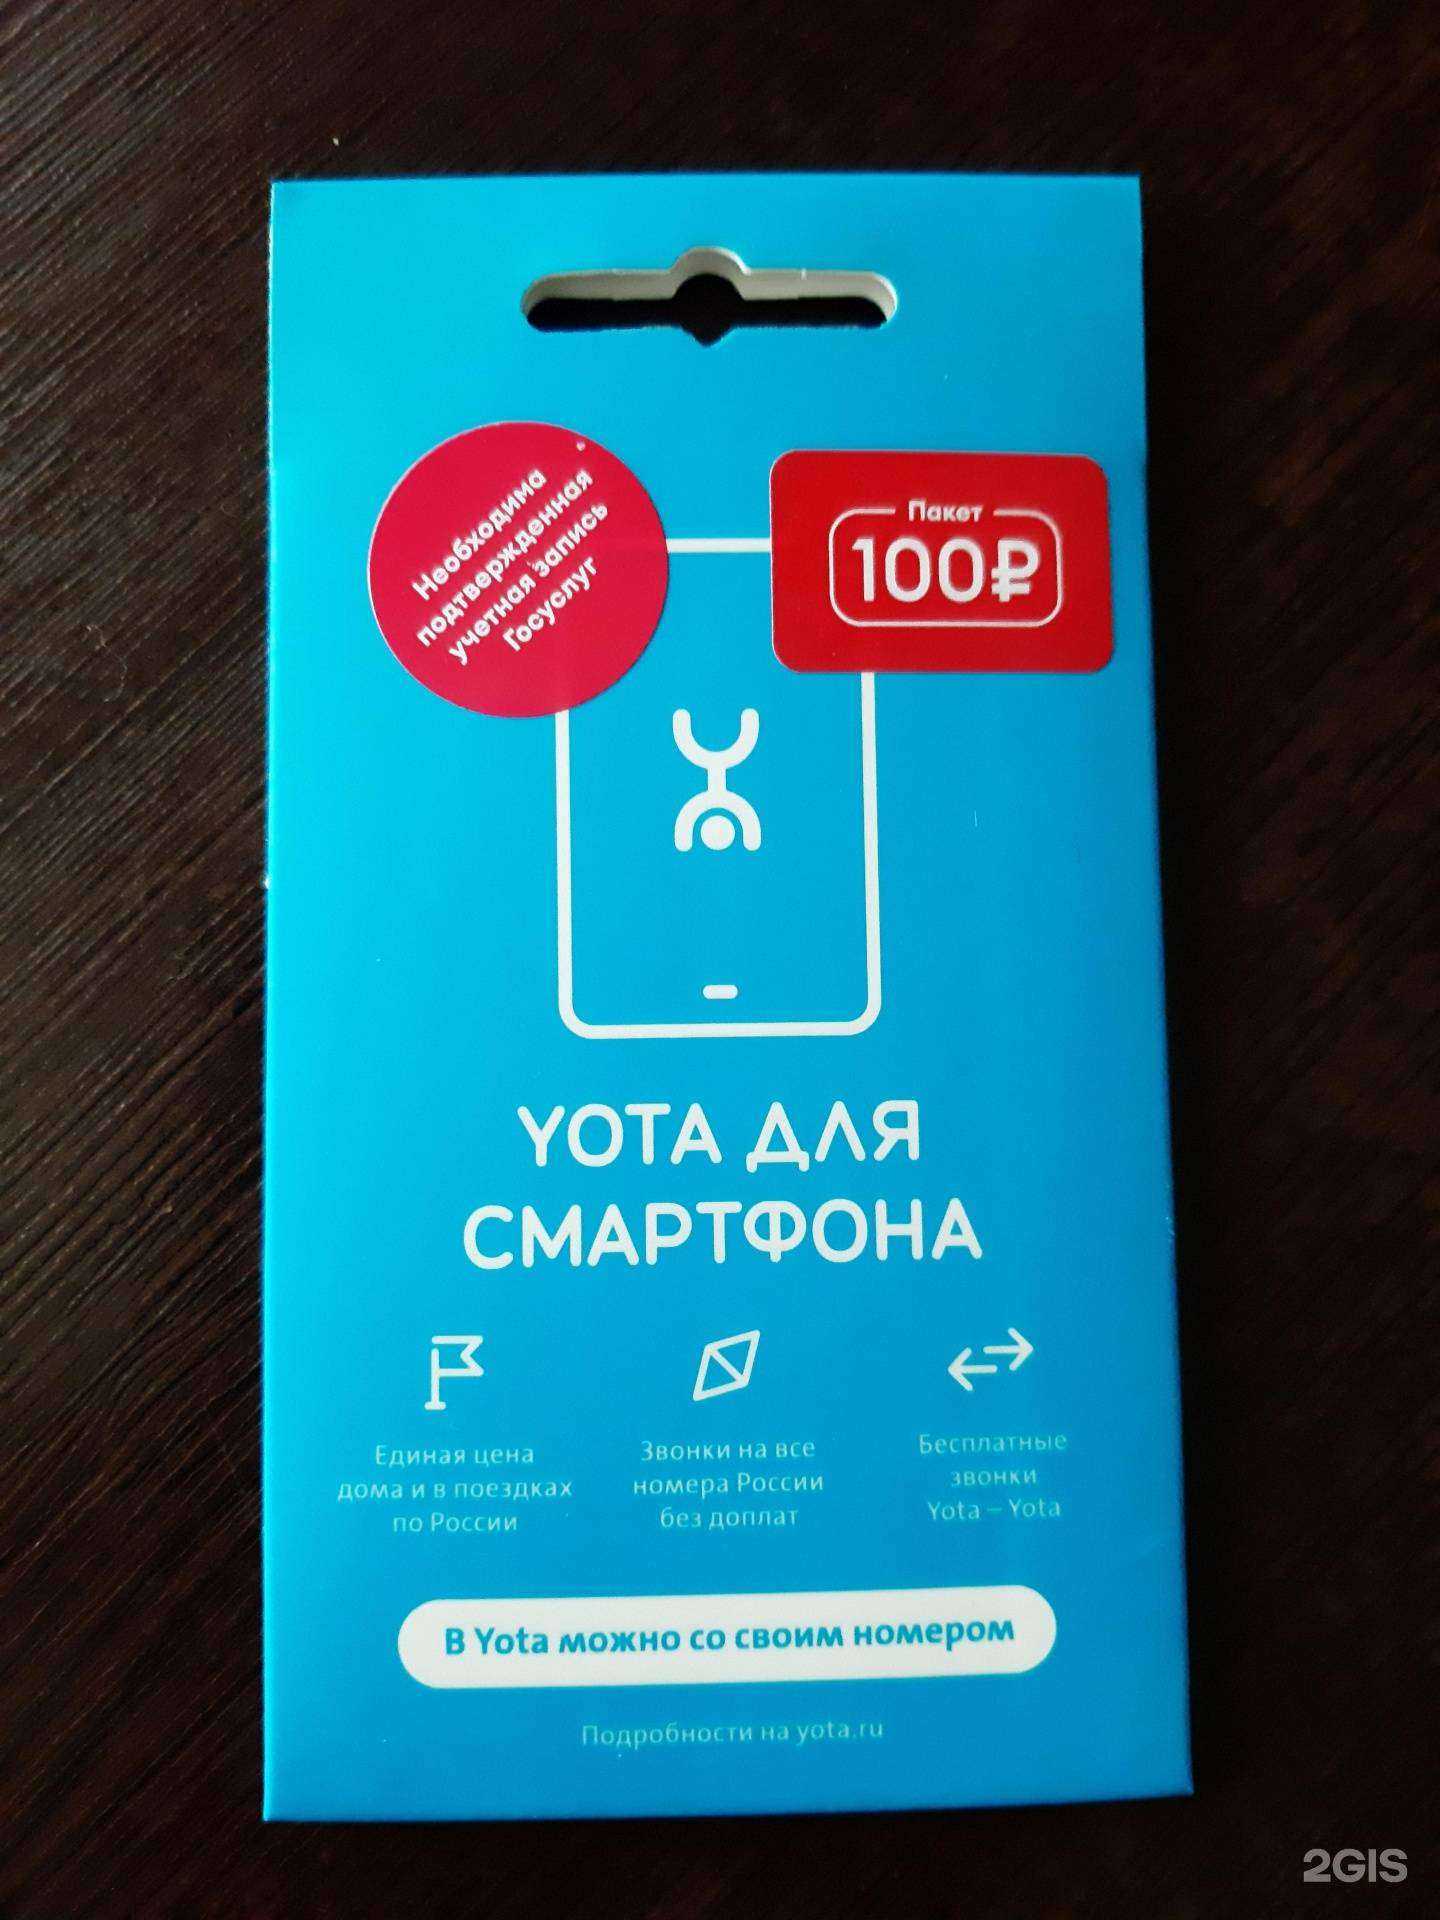 Необходима
подтвержденная
учетная запись
Госуслуг
Пакет
100₽
YOTA ДЛЯ
СМАРТФОНА
Единая цена
дома и в поездках
по России
Звонки на все
номера России
без доплат
Бесплатные
звонки
Yota – Yota
В Yota можно со своим номером
Подробности на yota.ru
2GIS